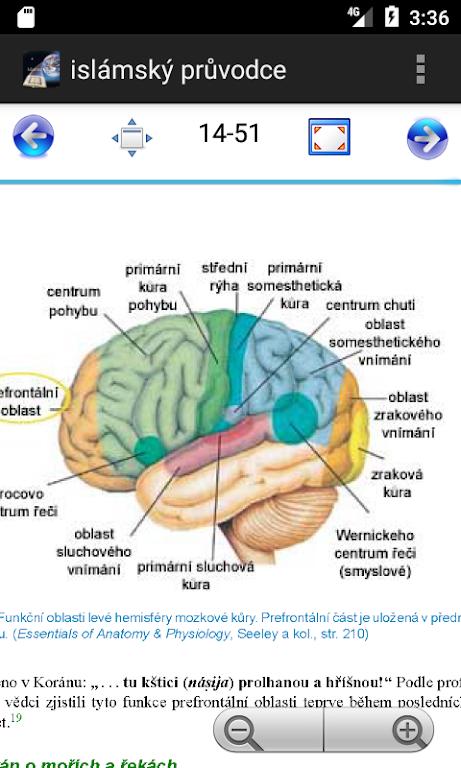 4G 3:36
islámský průvodce
14-51
primární kůra pohybu
střední rýha
primární somesthetická kůra
centrum pohybu
centrum chuti
oblast somesthetického vnímání
efrontální oblast
oblast zrakového vnímání
zraková kůra
rocovo
trum řeči
oblast sluchového vnímání
primární sluchová kůra
Wernickeho centrum řeči (smyslové)
Funkční oblasti levé hemisféry mozkové kůry. Prefrontální část je uložená v předn
u. (Essentials of Anatomy & Physiology, Seeley a kol., str. 210)
eno v Koránu: „. . . tu kštici (násija) prolhanou a hříšnou!“ Podle prof
vědci zjistili tyto funkce prefrontální oblasti teprve během posledních
et.19
án o mořích a řekách